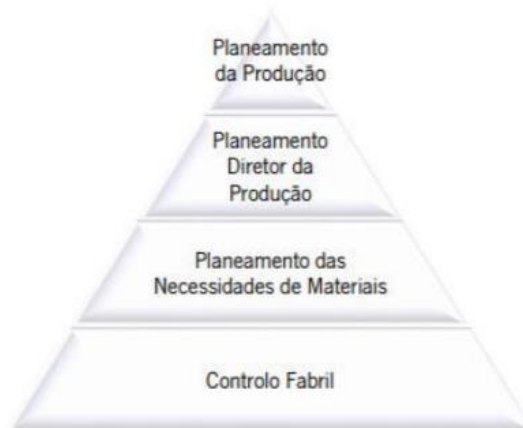 Planeamento
da Produção
Planeamento
Diretor da
Produção
Planeamento das
Necessidades de Materiais
Controlo Fabril